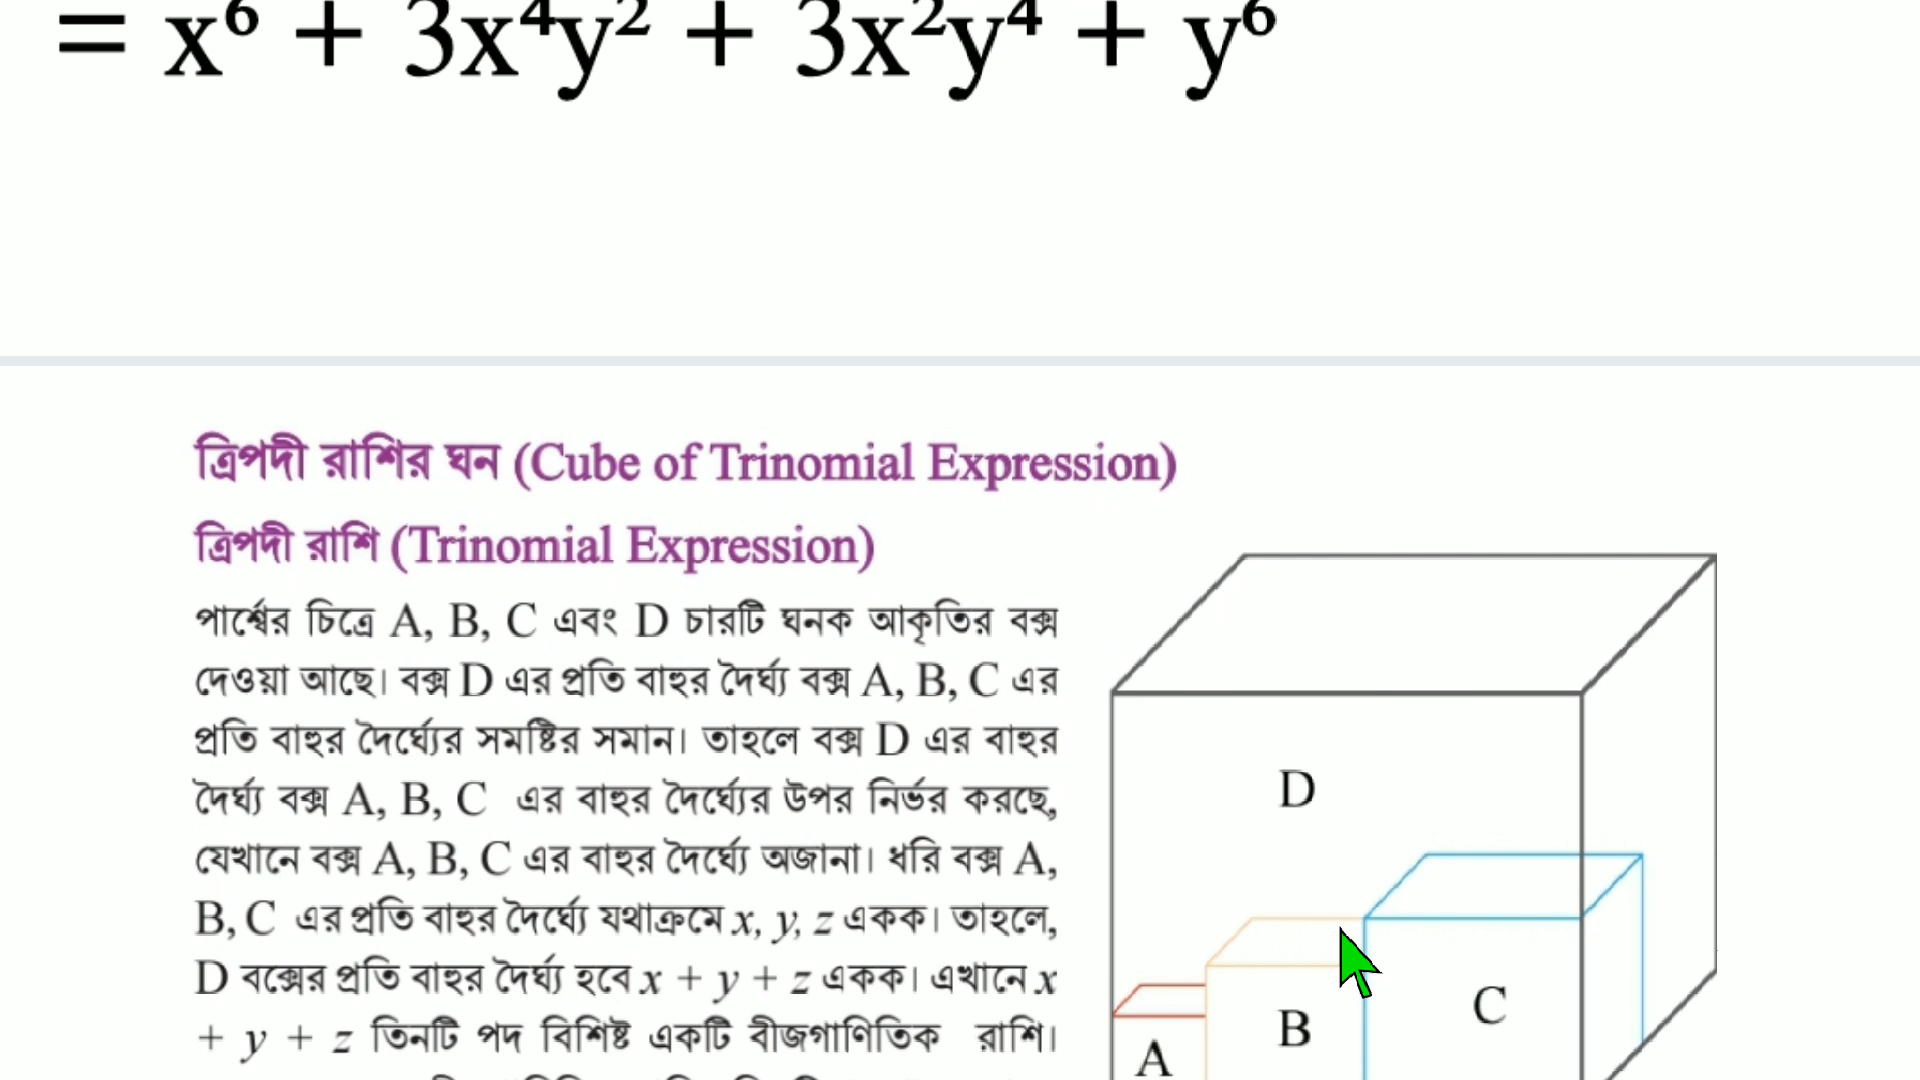 = x⁶ + 3x⁴y² + 3x²y⁴ + y⁶
ত্রিপদী রাশির ঘন (Cube of Trinomial Expression)
ত্রিপদী রাশি (Trinomial Expression)
পার্শ্বের চিত্রে A, B, C এবং D চারটি ঘনক আকৃতির বক্স
দেওয়া আছে। বক্স D এর প্রতি বাহুর দৈর্ঘ্য বক্স A, B, C এর
প্রতি বাহুর দৈর্ঘ্যের সমষ্টির সমান। তাহলে বক্স D এর বাহুর
দৈর্ঘ্য বক্স A, B, C এর বাহুর দৈর্ঘ্যের উপর নির্ভর করছে,
যেখানে বক্স A, B, C এর বাহুর দৈর্ঘ্যে অজানা। ধরি বক্স A,
B, C এর প্রতি বাহুর দৈর্ঘ্যে যথাক্রমে x, y, z একক। তাহলে,
D বক্সের প্রতি বাহুর দৈর্ঘ্য হবে x + y + z একক। এখানে x
+ y + z তিনটি পদ বিশিষ্ট একটি বীজগাণিতিক রাশি।
D
C
B
A